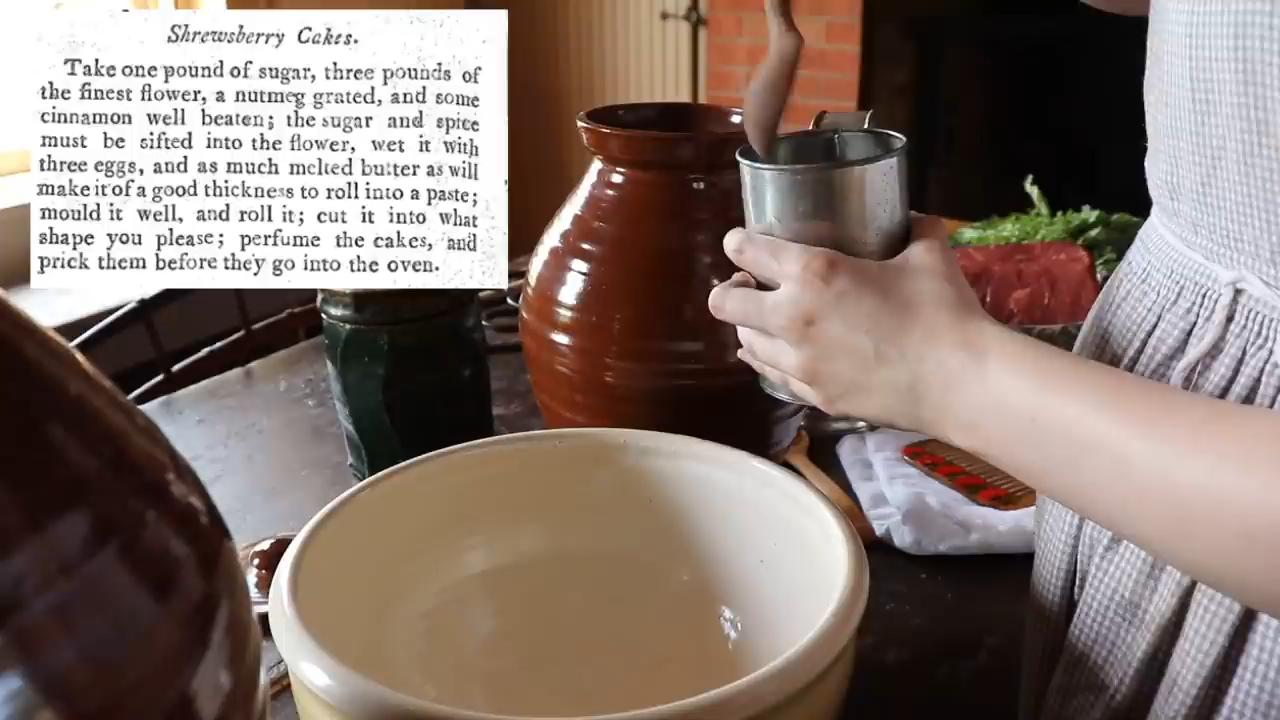 Shrewsberry Cakes.
Take one pound of sugar, three pounds of
the finest flower, a nutmeg grated, and some
cinnamon well beaten; the sugar and spice
must be sifted into the flower, wet it with
three eggs, and as much melted butter as will
make it of a good thickness to roll into a paste;
mould it well, and roll it; cut it into what
shape you please; perfume the cakes, and
prick them before they go into the oven.